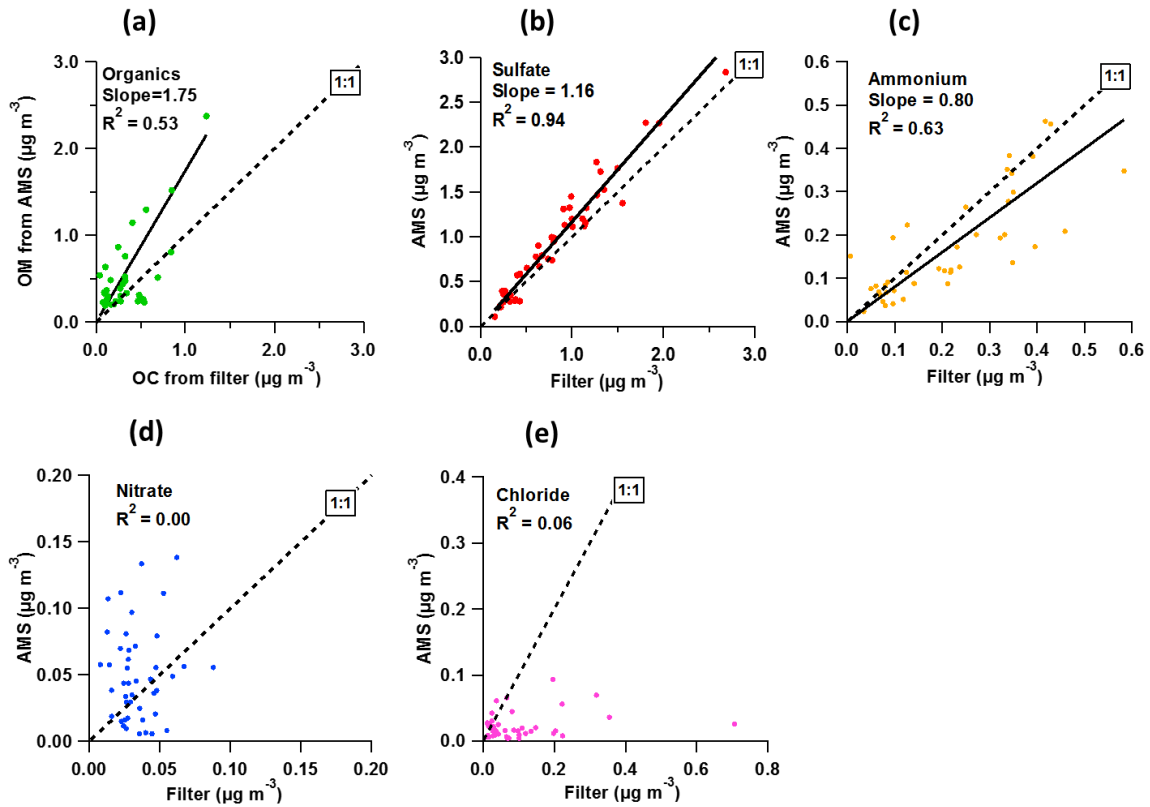 (a)
Organics
Slope=1.75
R² = 0.53
1:1
3.0
2.0
1.0
0.0
OM from AMS (µg m⁻³)
0.0 1.0 2.0 3.0
OC from filter (µg m⁻³)
(b)
Sulfate
Slope = 1.16
R² = 0.94
1:1
3.0
2.5
2.0
1.5
1.0
0.5
0.0
AMS (µg m⁻³)
0.0 1.0 2.0 3.0
Filter (µg m⁻³)
(c)
Ammonium
Slope = 0.80
R² = 0.63
1:1
0.6
0.5
0.4
0.3
0.2
0.1
0.0
AMS (µg m⁻³)
0.0 0.1 0.2 0.3 0.4 0.5 0.6
Filter (µg m⁻³)
(d)
Nitrate
R² = 0.00
1:1
0.20
0.15
0.10
0.05
0.00
AMS (µg m⁻³)
0.00 0.05 0.10 0.15 0.20
Filter (µg m⁻³)
(e)
Chloride
R² = 0.06
1:1
0.4
0.3
0.2
0.1
0.0
AMS (µg m⁻³)
0.0 0.2 0.4 0.6 0.8
Filter (µg m⁻³)